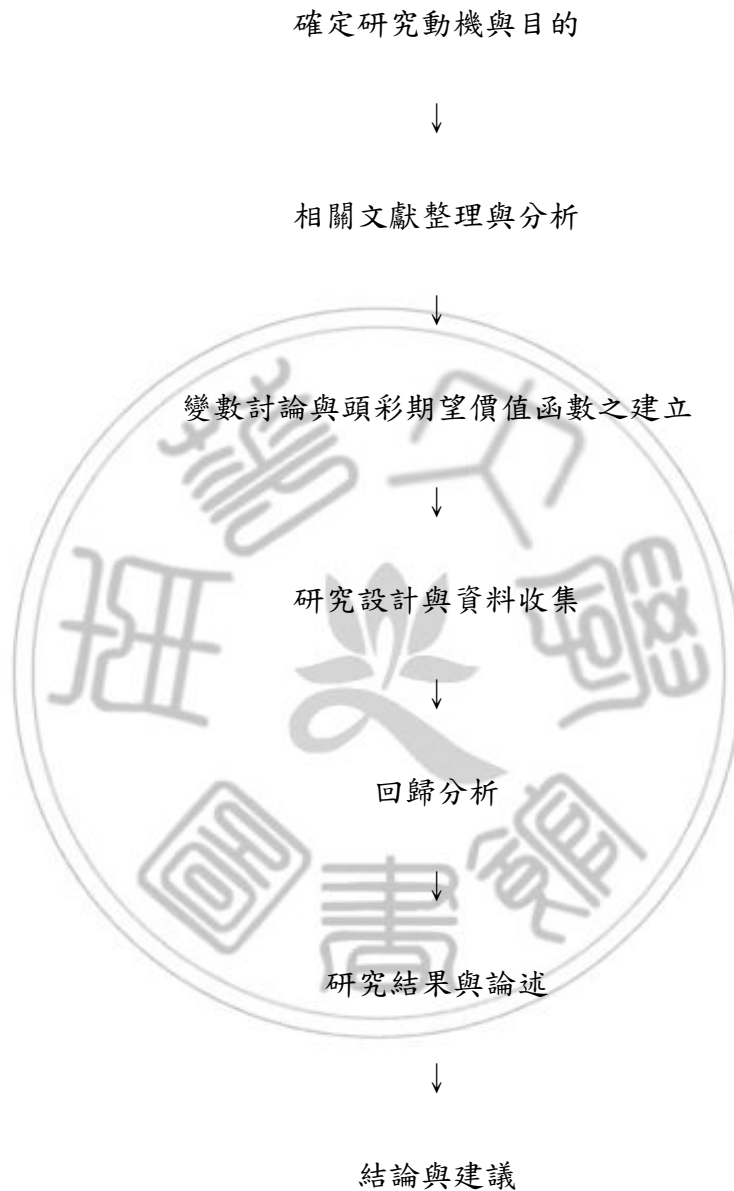 確定研究動機與目的
↓
相關文獻整理與分析
↓
變數討論與頭彩期望價值函數之建立
↓
研究設計與資料收集
↓
回歸分析
↓
研究結果與論述
↓
結論與建議